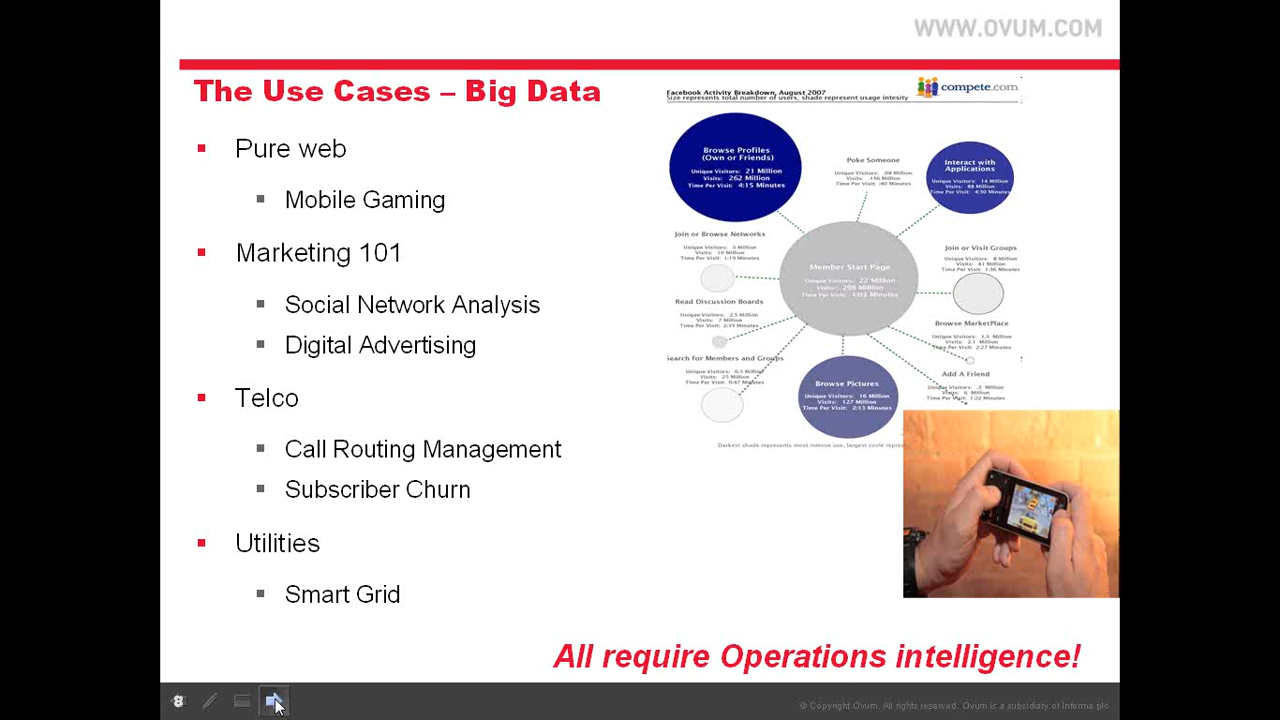 WWW.OVUM.COM
The Use Cases – Big Data
Pure web
Mobile Gaming
Marketing 101
Social Network Analysis
Digital Advertising
Telco
Call Routing Management
Subscriber Churn
Utilities
Smart Grid
Facebook Activity Breakdown, August 2007
Size represents total number of users, shade represent usage intesity
compete.com
Browse Profiles
(Own or Friends)
Unique Visitors: 21 Million
Visits: 262 Million
Time Per Visit: 4:15 Minutes
Poke Someone
Unique Visitors: .08 Million
Visits: .156 Million
Time Per Visit: :40 Minutes
Interact with
Applications
Unique Visitors: 14 Million
Visits: 88 Million
Time Per Visit: 4:30 Minutes
Join or Browse Networks
Unique Visitors: 5 Million
Visits: 10 Million
Time Per Visit: 1:19 Minutes
Member Start Page
Unique Visitors: 22 Million
Visits: 298 Million
Time Per Visit: 1:03 Minutes
Join or Visit Groups
Unique Visitors: 8 Million
Visits: 41 Million
Time Per Visit: 1:36 Minutes
Read Discussion Boards
Unique Visitors: 2.5 Million
Visits: 7 Million
Time Per Visit: 2:35 Minutes
Browse MarketPlace
Unique Visitors: 1.3 Million
Visits: 2.1 Million
Time Per Visit: 2:27 Minutes
Search for Members and Groups
Unique Visitors: 6.5 Million
Visits: 25 Million
Time Per Visit: 0:47 Minutes
Browse Pictures
Unique Visitors: 16 Million
Visits: 127 Million
Time Per Visit: 2:13 Minutes
Add A Friend
Unique Visitors: .5 Million
Visits: 6 Million
Time Per Visit: 1:22 Minutes
Darkest shade represents most intense use, largest circle repres
All require Operations intelligence!
8
© Copyright Ovum. All rights reserved. Ovum is a subsidiary of Informa plc